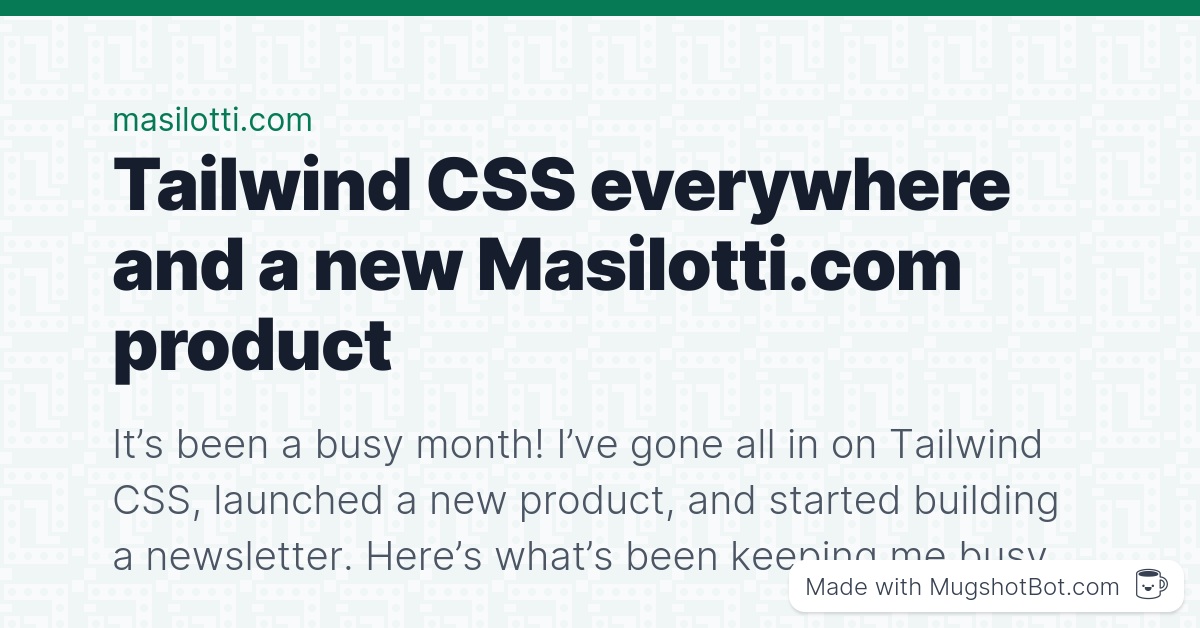 masilotti.com
Tailwind CSS everywhere
and a new Masilotti.com
product
It’s been a busy month! I’ve gone all in on Tailwind
CSS, launched a new product, and started building
a newsletter. Here’s what’s been keeping me busy.
Made with MugshotBot.com